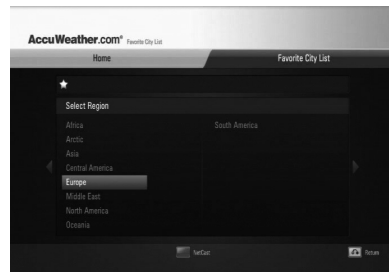 AccuWeather.com® Favorite City List
Home
Favorite City List
Select Region
Africa
South America
Arctic
Asia
Central America
Europe
Middle East
North America
Oceania
NetCast
Return